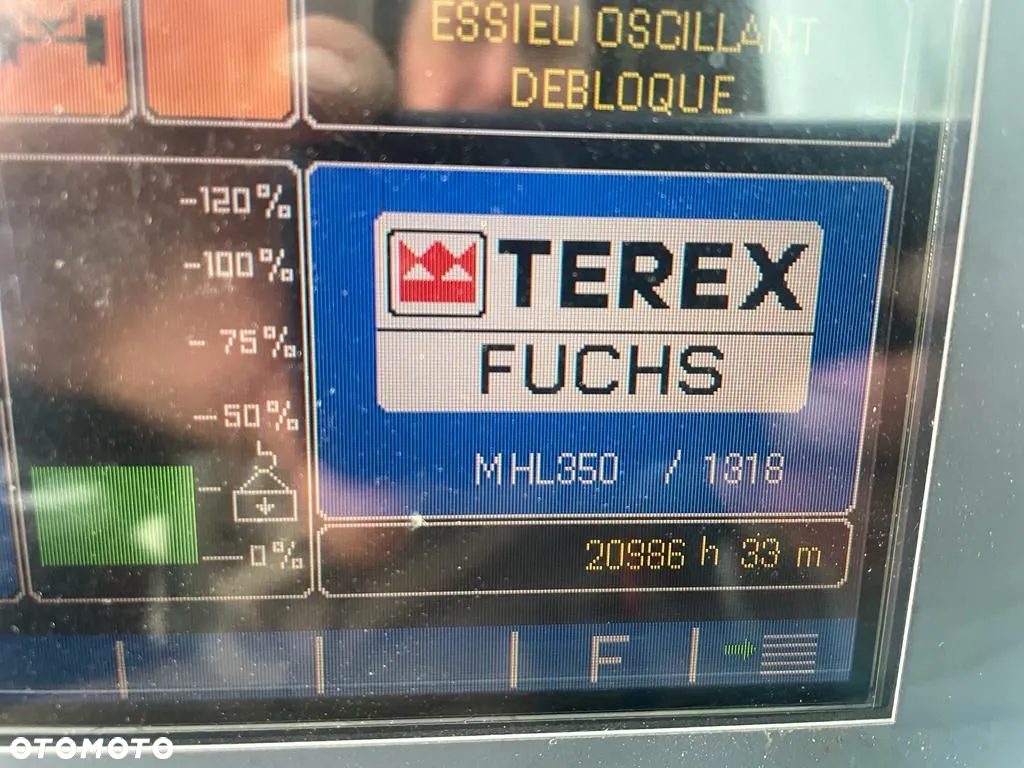 ESSIEU OSCILLANT
DEBLOQUE
-120%
-100%
- 75%
-50%
-0%
TEREX
FUCHS
MHL350 / 1318
20986 h 33 m
F
OTOMOTO